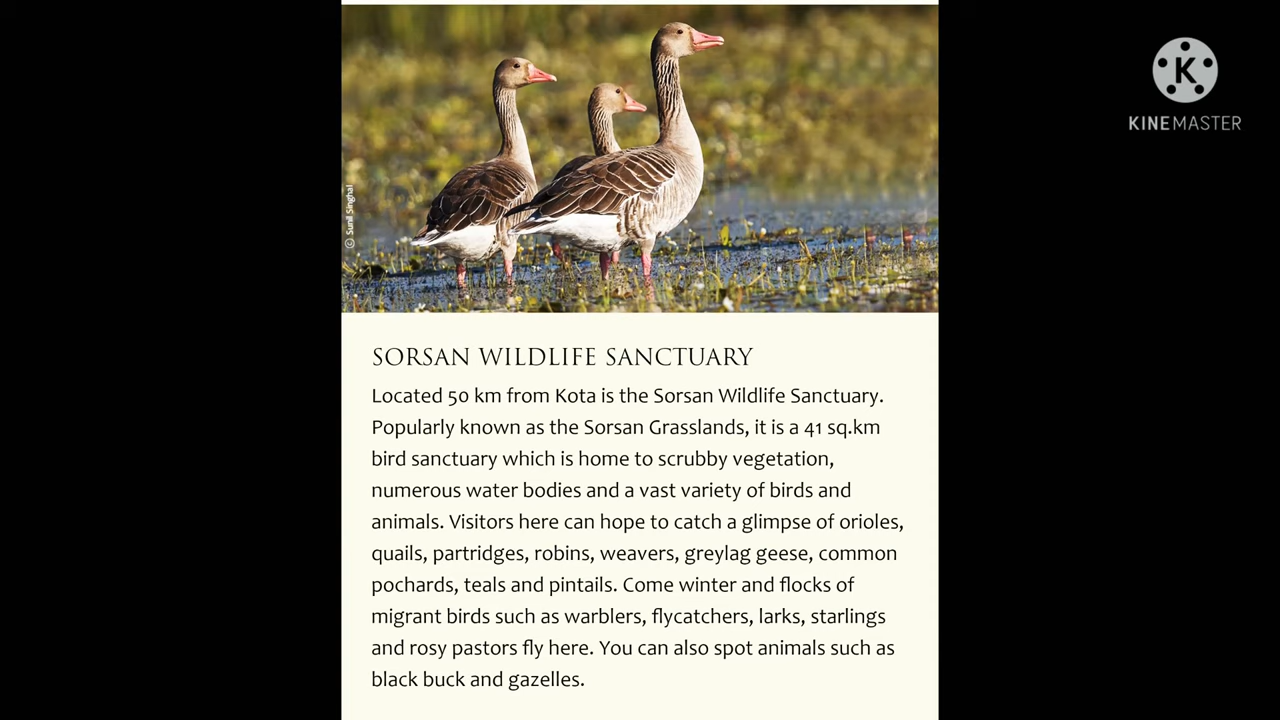 KINEMASTER
© Sunil Singhal
SORSAN WILDLIFE SANCTUARY
Located 50 km from Kota is the Sorsan Wildlife Sanctuary.
Popularly known as the Sorsan Grasslands, it is a 41 sq.km
bird sanctuary which is home to scrubby vegetation,
numerous water bodies and a vast variety of birds and
animals. Visitors here can hope to catch a glimpse of orioles,
quails, partridges, robins, weavers, greylag geese, common
pochards, teals and pintails. Come winter and flocks of
migrant birds such as warblers, flycatchers, larks, starlings
and rosy pastors fly here. You can also spot animals such as
black buck and gazelles.